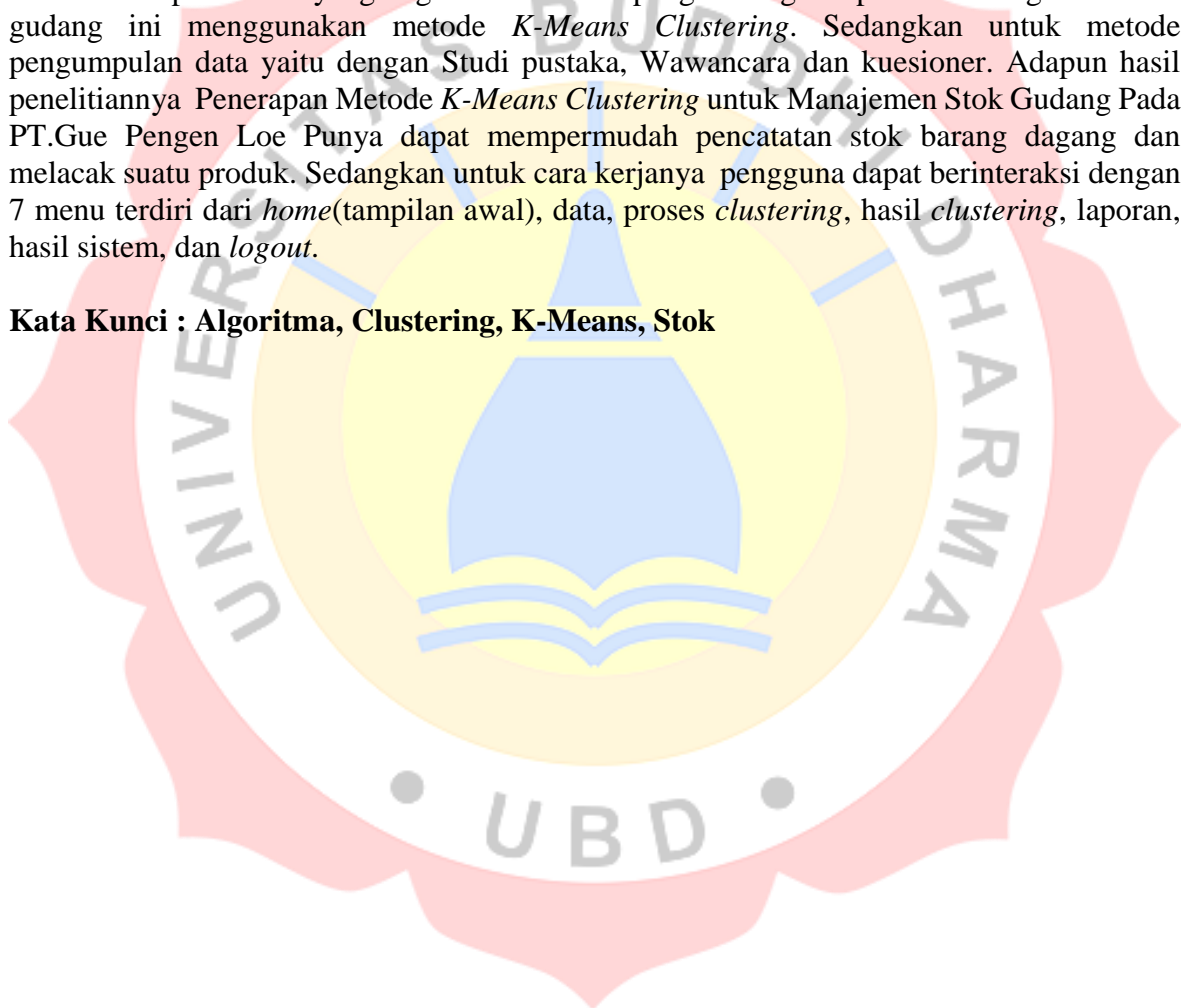 gudang ini menggunakan metode K-Means Clustering. Sedangkan untuk metode
pengumpulan data yaitu dengan Studi pustaka, Wawancara dan kuesioner. Adapun hasil
penelitiannya Penerapan Metode K-Means Clustering untuk Manajemen Stok Gudang Pada
PT.Gue Pengen Loe Punya dapat mempermudah pencatatan stok barang dagang dan
melacak suatu produk. Sedangkan untuk cara kerjanya pengguna dapat berinteraksi dengan
7 menu terdiri dari home(tampilan awal), data, proses clustering, hasil clustering, laporan,
hasil sistem, dan logout.
Kata Kunci : Algoritma, Clustering, K-Means, Stok
UNIVERSITAS BUDDHI DHARMA
• UBD •